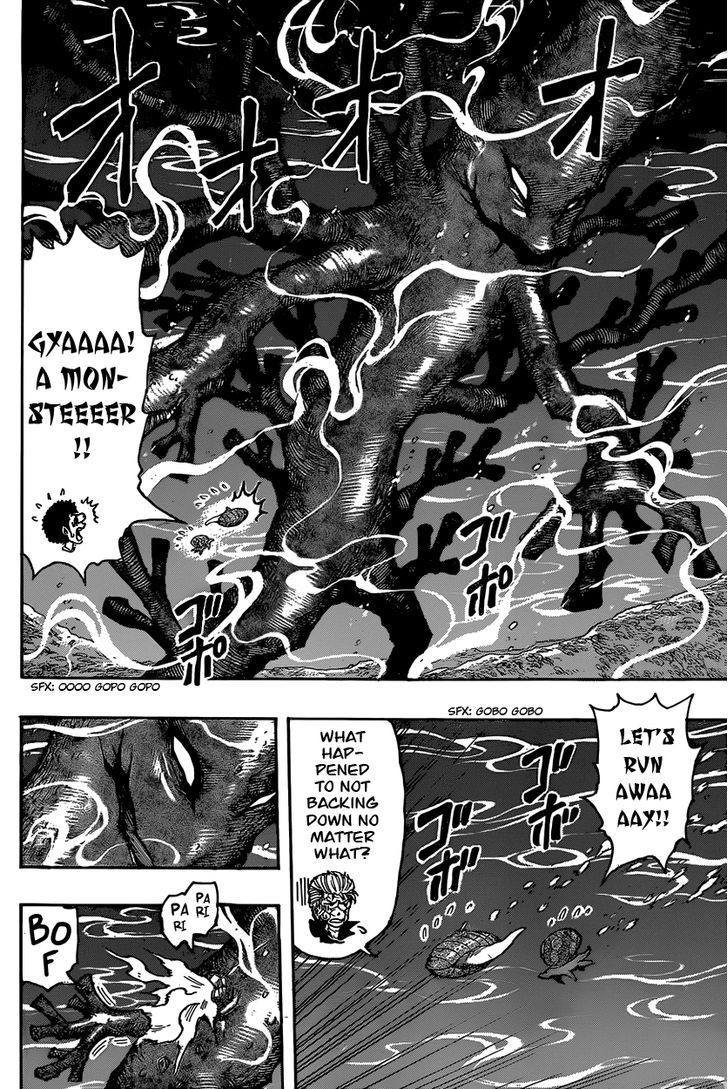 オオオオ
GYAAAA!
A MON-
STEEEER
!!
ゴポ
ゴポ
SFX: OOOO GOPO GOPO
SFX: GOBO GOBO
LET'S
RUN
AWAA
AAY!!
WHAT
HAP-
PENED
TO NOT
BACKING
DOWN NO
MATTER
WHAT?
ゴボ
ゴボ
PA
RI
PA
RI
BO
F